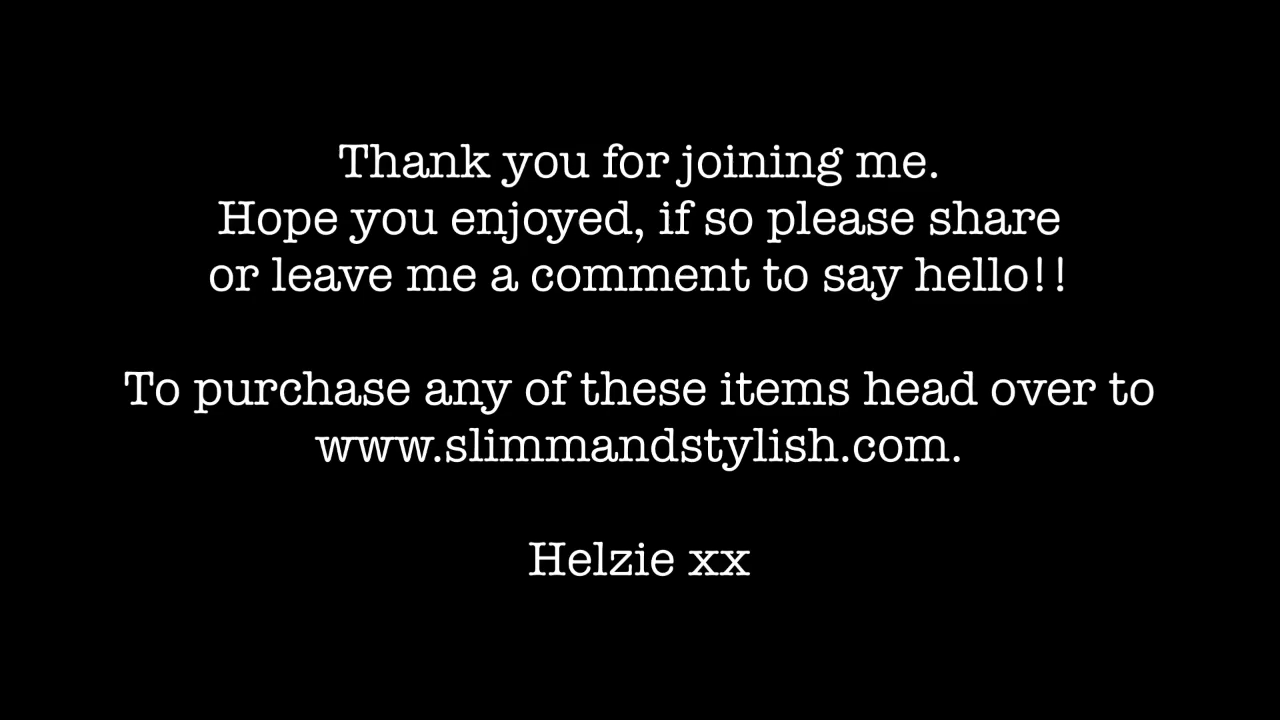 Thank you for joining me.
Hope you enjoyed, if so please share
or leave me a comment to say hello!!
To purchase any of these items head over to
www.slimmandstylish.com.
Helzie xx